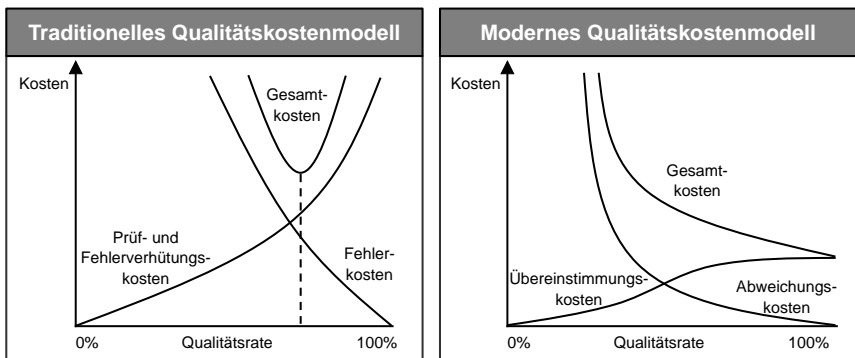 Traditionelles Qualitätskostenmodell
Kosten
Gesamt-
kosten
Prüf- und
Fehlerverhütungs-
kosten
Fehler-
kosten
0%
Qualitätsrate
100%
Modernes Qualitätskostenmodell
Kosten
Gesamt-
kosten
Übereinstimmungs-
kosten
Abweichungs-
kosten
0%
Qualitätsrate
100%